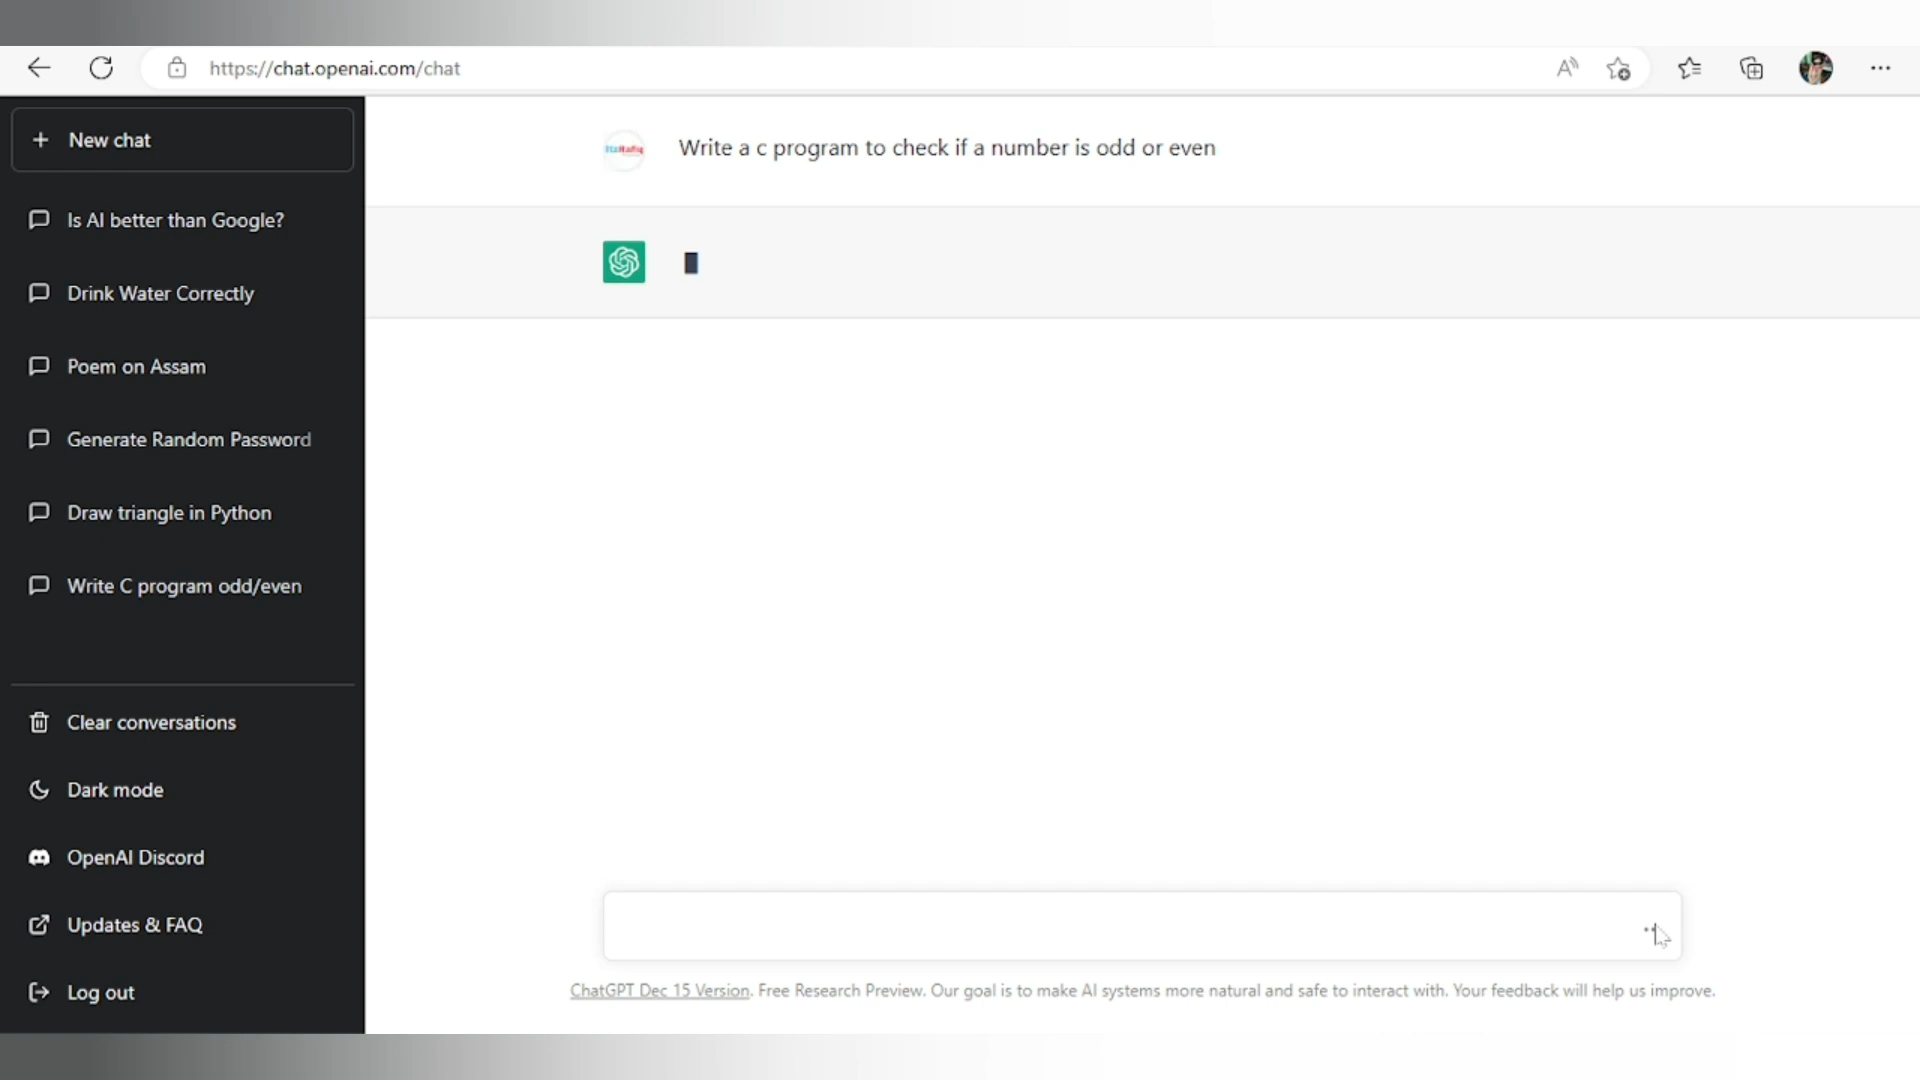 https://chat.openai.com/chat
New chat
Is AI better than Google?
Drink Water Correctly
Poem on Assam
Generate Random Password
Draw triangle in Python
Write C program odd/even
Clear conversations
Dark mode
OpenAI Discord
Updates & FAQ
Log out
Write a c program to check if a number is odd or even
ChatGPT Dec 15 Version. Free Research Preview. Our goal is to make AI systems more natural and safe to interact with. Your feedback will help us improve.